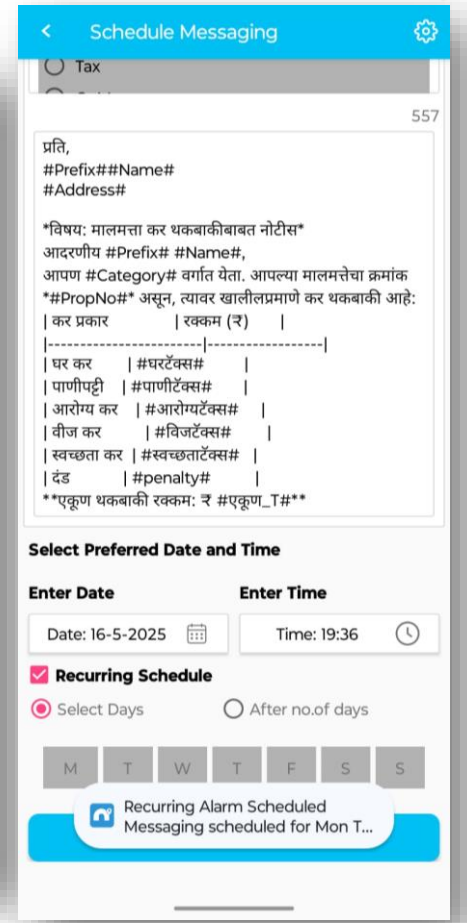 Schedule Messaging
Tax
557
प्रति,
#Prefix##Name#
#Address#
*विषय: मालमत्ता कर थकबाकीबाबत नोटीस*
आदरणीय #Prefix# #Name#,
आपण #Category# वर्गात येता. आपल्या मालमत्तेचा क्रमांक
*#PropNo#* असून, त्यावर खालीलप्रमाणे कर थकबाकी आहे:
| कर प्रकार | रक्कम (₹) |
|------------------------|------------------|
| घर कर | #घरटॅक्स# |
| पाणीपट्टी | #पाणीटॅक्स# |
| आरोग्य कर | #आरोग्यटॅक्स# |
| वीज कर | #विजटॅक्स# |
| स्वच्छता कर | #स्वच्छताटॅक्स# |
| दंड | #penalty# |
**एकूण थकबाकी रक्कम: ₹ #एकूण_T#**
Select Preferred Date and Time
Enter Date Enter Time
Date: 16-5-2025 Time: 19:36
Recurring Schedule
Select Days After no.of days
M T W T F S S
Recurring Alarm Scheduled
Messaging scheduled for Mon T...